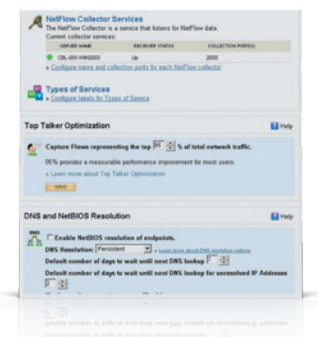 NetFlow Collector Services
The NetFlow Collector is a service that listens for NetFlow data.
Current collector services:
SERVER NAME RECEIVER STATUS COLLECTION PORT(S)
Up 2055
» Configure name and collection ports for each NetFlow collector
Types of Services
» Configure labels for Types of Service
Top Talker Optimization Help
Capture Flows representing the top 95 % of total network traffic.
95% provides a measurable performance improvement for most users.
» Learn more about Top Talker Optimization
SAVE
DNS and NetBIOS Resolution Help
DNS
Enable NetBIOS resolution of endpoints.
DNS Resolution: Persistent » Learn more about DNS resolution options
Default number of days to wait until next DNS lookup 7
Default number of days to wait until next DNS lookup for unresolved IP Addresses